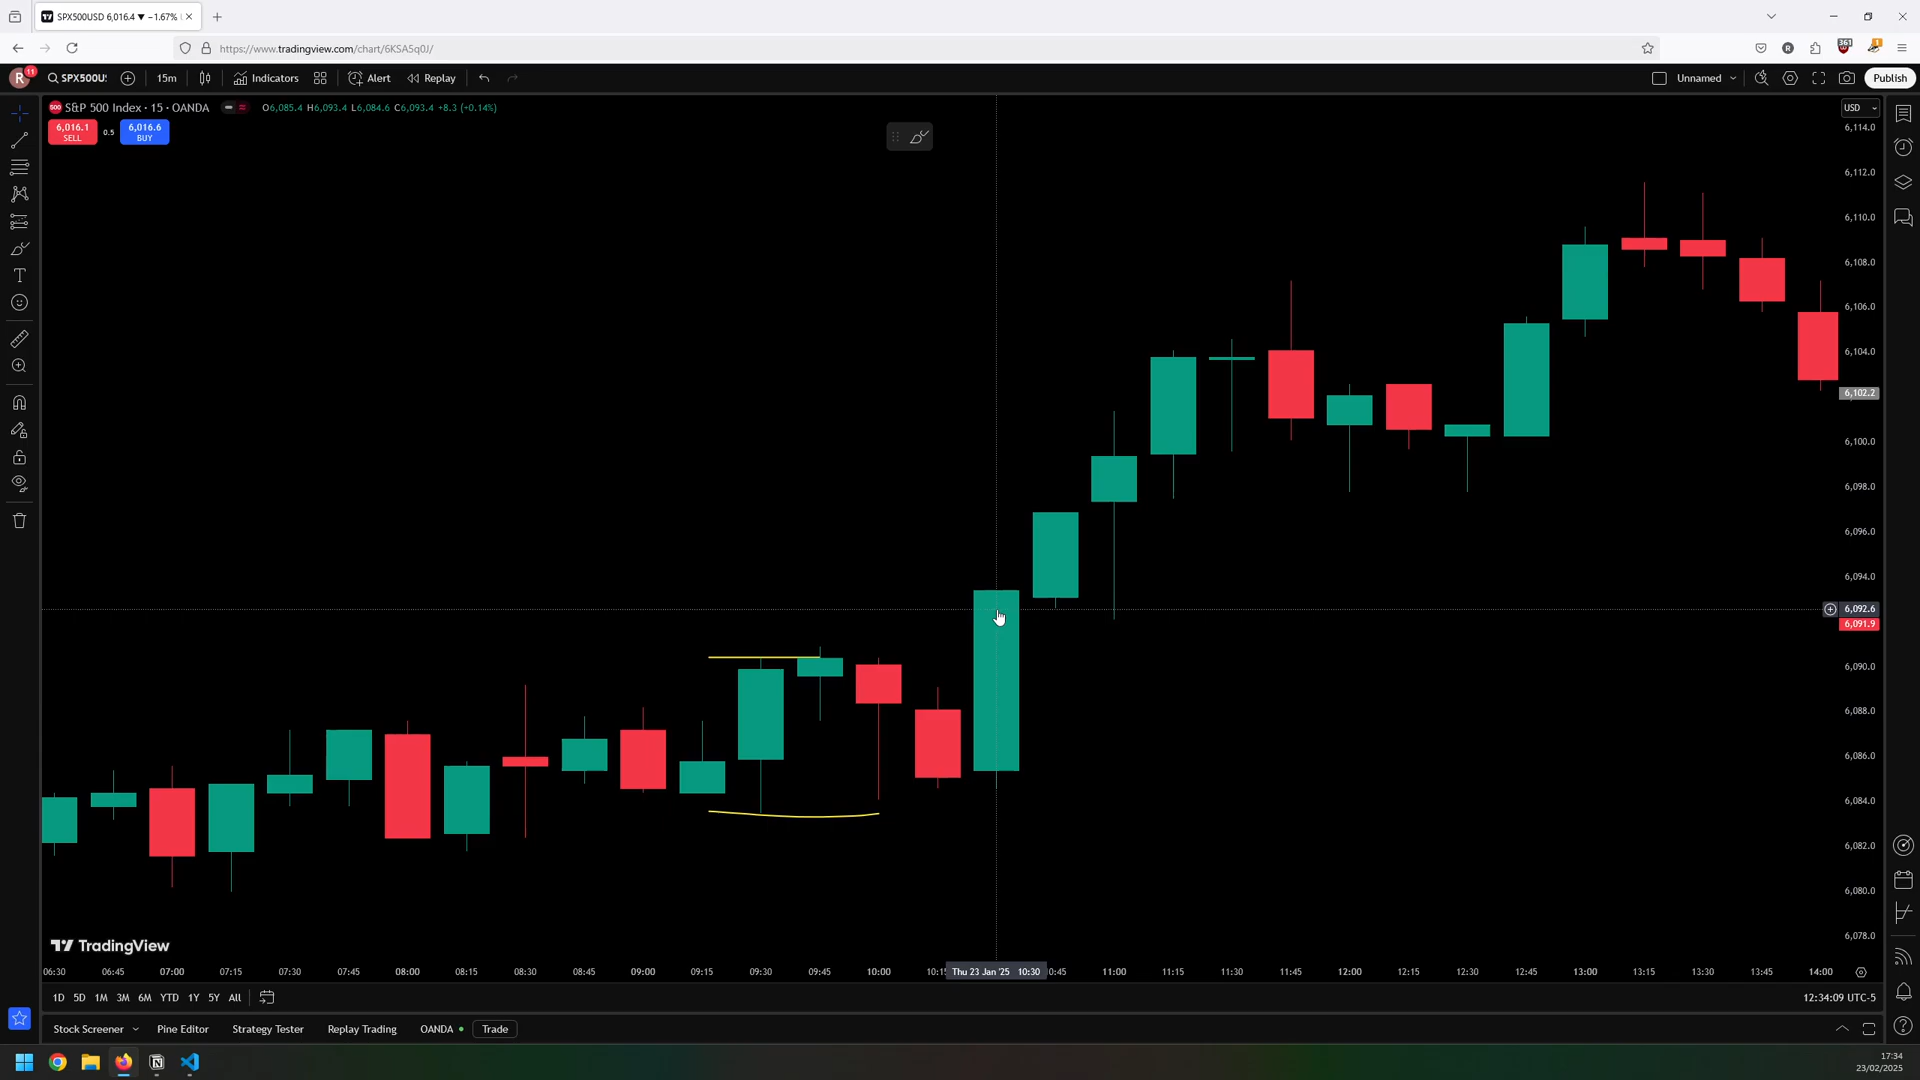 SPX500USD 6,016.4 ▼ −1.67%
https://www.tradingview.com/chart/6KSA5q0J/
361
1
R
11
SPX500U
15m
Indicators
Alert
Replay
Unnamed
Publish
500 S&P 500 Index · 15 · OANDA
O6,085.4 H6,093.4 L6,084.6 C6,093.4 +8.3 (+0.14%)
USD
6,016.1 SELL
0.5
6,016.6 BUY
6,114.0
6,112.0
6,110.0
6,108.0
6,106.0
6,104.0
6,102.2
6,100.0
6,098.0
6,096.0
6,094.0
6,092.6
6,091.9
6,090.0
6,088.0
6,086.0
6,084.0
6,082.0
6,080.0
6,078.0
TradingView
06:30 06:45 07:00 07:15 07:30 07:45 08:00 08:15 08:30 08:45 09:00 09:15 09:30 09:45 10:00 10:15 Thu 23 Jan '25 10:30 0:45 11:00 11:15 11:30 11:45 12:00 12:15 12:30 12:45 13:00 13:15 13:30 13:45 14:00
1D 5D 1M 3M 6M YTD 1Y 5Y All
12:34:09 UTC-5
Stock Screener Pine Editor Strategy Tester Replay Trading OANDA Trade
17:34
23/02/2025